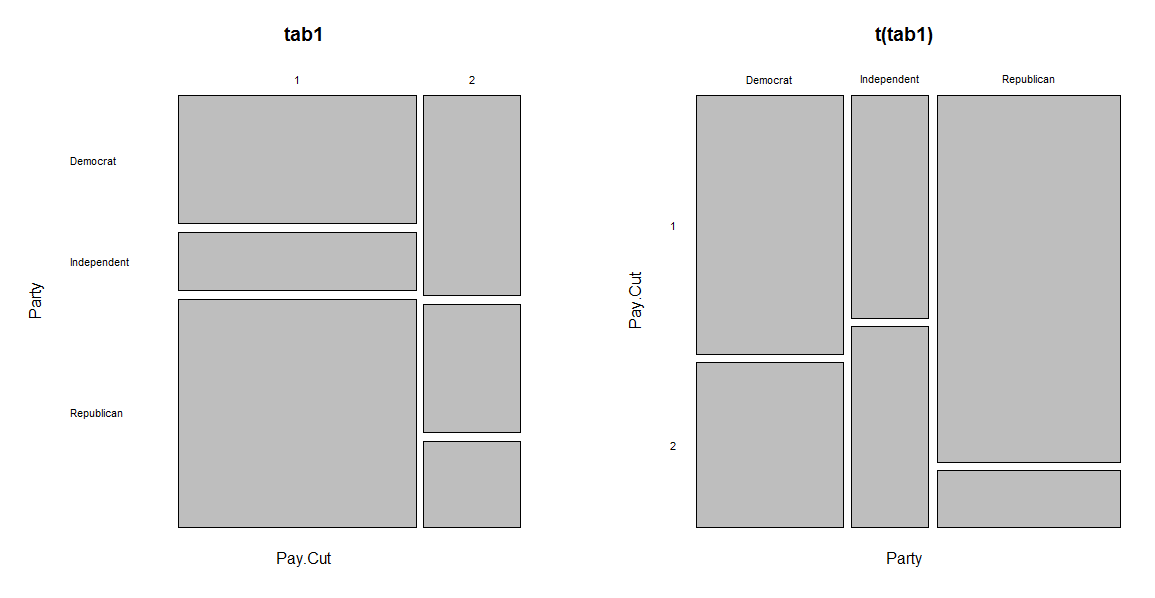 tab1
1 2
Democrat
Independent
Republican
Party
Pay.Cut
t(tab1)
Democrat Independent Republican
1
2
Pay.Cut
Party